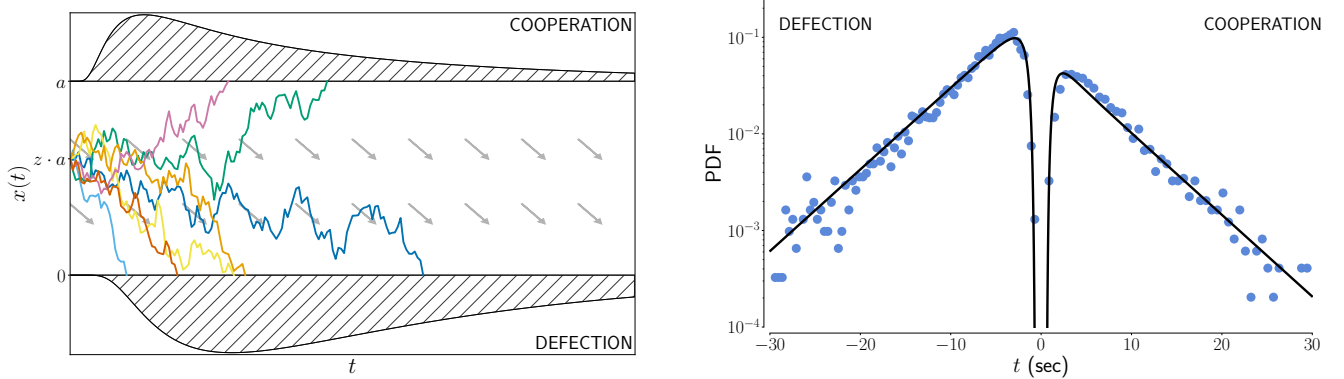 COOPERATION
a
z · a
x(t)
0
DEFECTION
t
DEFECTION
COOPERATION
10⁻¹
10⁻²
10⁻³
10⁻⁴
PDF
−30
−20
−10
0
10
20
30
t (sec)